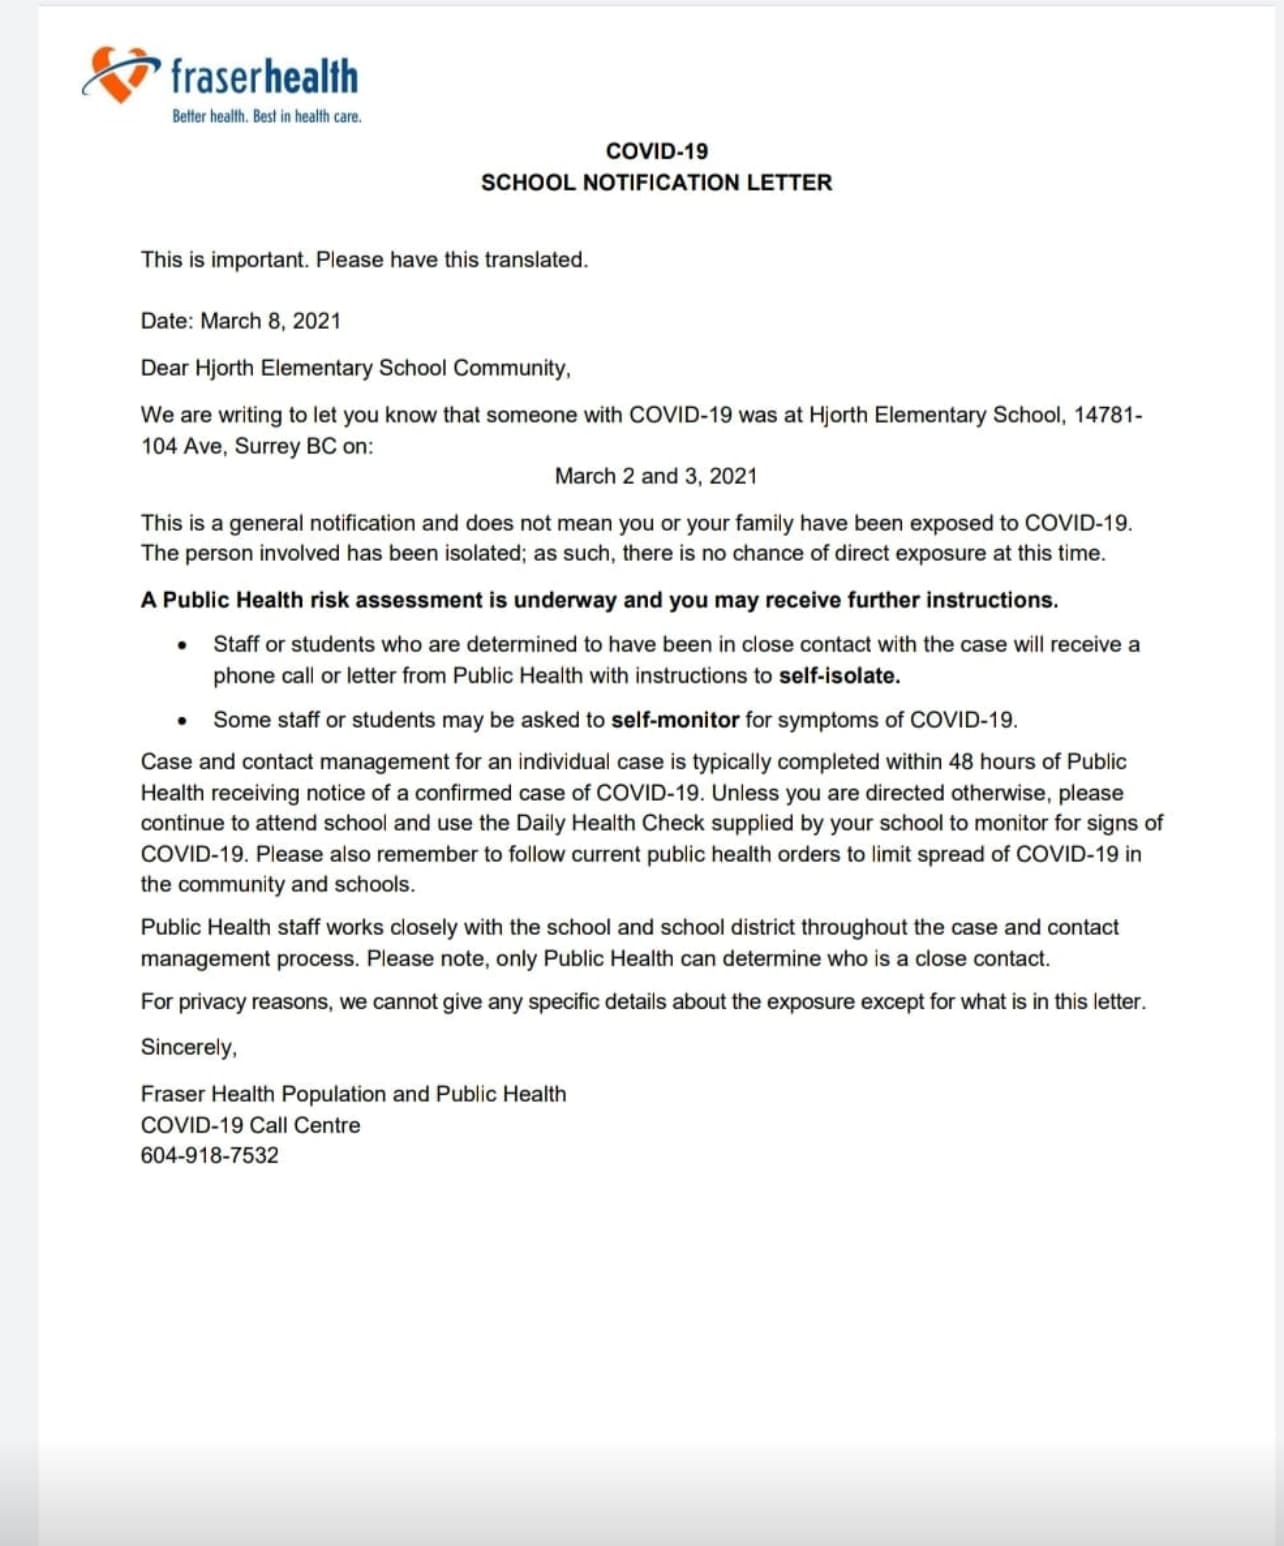 fraserhealth
Better health. Best in health care.
COVID-19
SCHOOL NOTIFICATION LETTER
This is important. Please have this translated.
Date: March 8, 2021
Dear Hjorth Elementary School Community,
We are writing to let you know that someone with COVID-19 was at Hjorth Elementary School, 14781-
104 Ave, Surrey BC on:
March 2 and 3, 2021
This is a general notification and does not mean you or your family have been exposed to COVID-19.
The person involved has been isolated; as such, there is no chance of direct exposure at this time.
A Public Health risk assessment is underway and you may receive further instructions.
• Staff or students who are determined to have been in close contact with the case will receive a
phone call or letter from Public Health with instructions to self-isolate.
• Some staff or students may be asked to self-monitor for symptoms of COVID-19.
Case and contact management for an individual case is typically completed within 48 hours of Public
Health receiving notice of a confirmed case of COVID-19. Unless you are directed otherwise, please
continue to attend school and use the Daily Health Check supplied by your school to monitor for signs of
COVID-19. Please also remember to follow current public health orders to limit spread of COVID-19 in
the community and schools.
Public Health staff works closely with the school and school district throughout the case and contact
management process. Please note, only Public Health can determine who is a close contact.
For privacy reasons, we cannot give any specific details about the exposure except for what is in this letter.
Sincerely,
Fraser Health Population and Public Health
COVID-19 Call Centre
604-918-7532